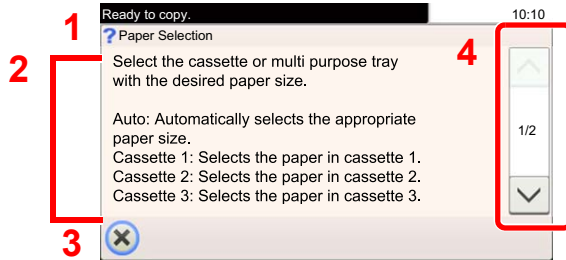 Ready to copy. 10:10
1
? Paper Selection
4
2
Select the cassette or multi purpose tray
with the desired paper size.
Auto: Automatically selects the appropriate
paper size.
1/2
Cassette 1: Selects the paper in cassette 1.
Cassette 2: Selects the paper in cassette 2.
Cassette 3: Selects the paper in cassette 3.
3